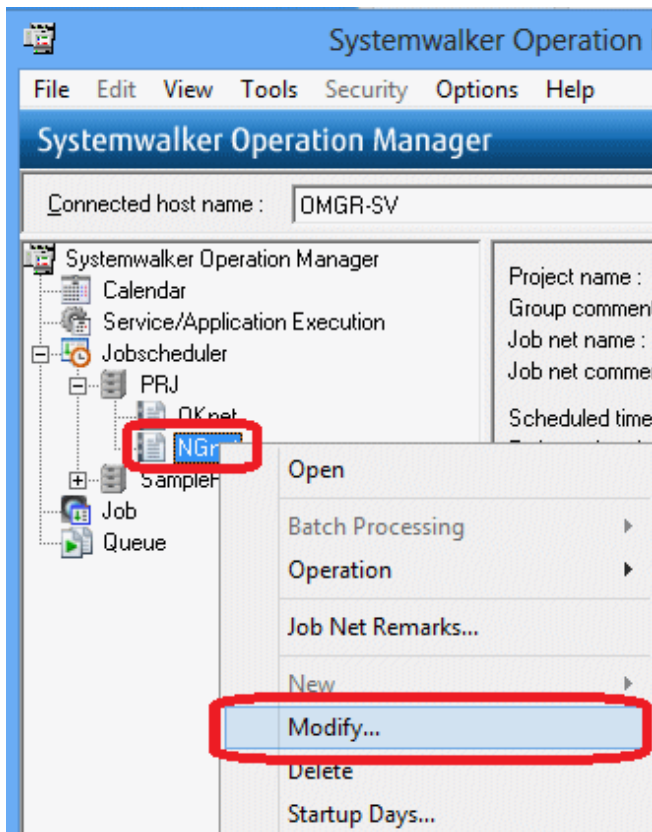 Systemwalker Operation
File Edit View Tools Security Options Help
Systemwalker Operation Manager
Connected host name : OMGR-SV
Systemwalker Operation Manager
Calendar
Service/Application Execution
Jobscheduler
PRJ
OKnet
Job
Queue
Project name :
Group comment
Job net name :
Job net comme
Scheduled time
Open
Batch Processing
Operation
Job Net Remarks...
New
Modify...
Delete
Startup Days...